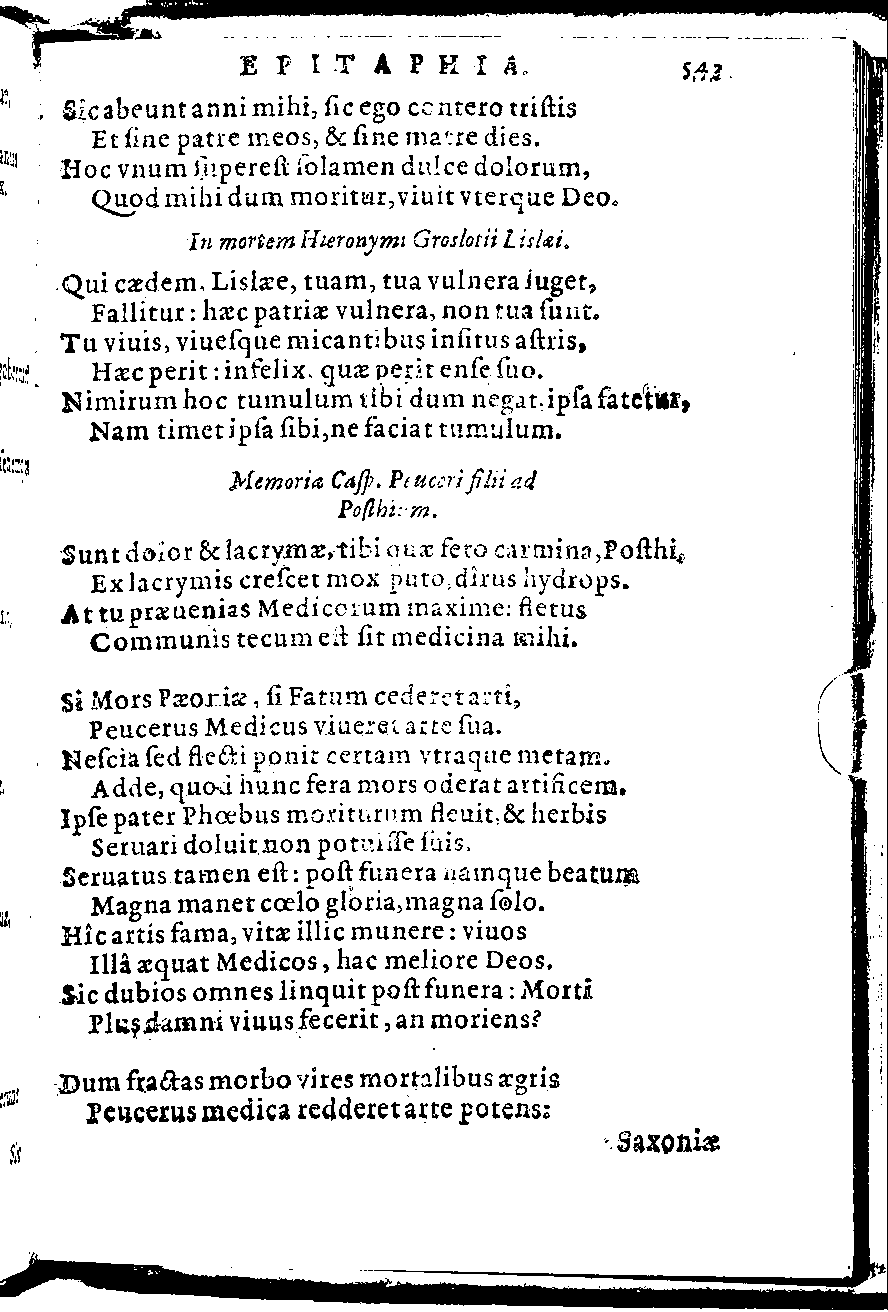 EPITAPHIA. 543
Sic abeunt anni mihi, ſic ego contero triſtis
Et ſine patre meos, & ſine matre dies.
Hoc vnum ſupereſt ſolamen dulce dolorum,
Quod mihi dum moritur, viuit vterque Deo.
In mortem Hieronymi Groslotii Lislæi.
Qui cædem, Lislæe, tuam, tua vulnera luget,
Fallitur: hæc patriæ vulnera, non tua ſunt.
Tu viuis, viueſque micantibus inſitus aſtris,
Hæc perit: infelix, quæ perit enſe ſuo.
Nimirum hoc tumulum tibi dum negat, ipſa fatetur,
Nam timet ipſa ſibi, ne faciat tumulum.
Memoria Caſp. Peuceri filii ad
Poſthium.
Sunt dolor & lacrymæ, tibi quæ fero carmina, Poſthi,
Ex lacrymis creſcet mox puto, dîrus hydrops.
At tu præuenias Medicorum maxime: fletus
Communis tecum eſt ſit medicina mihi.
Si Mors Pæoniæ, ſi Fatum cederet arti,
Peucerus Medicus viueret arte ſua.
Neſcia ſed flecti ponit certam vtraque metam.
Adde, quod hunc fera mors oderat artificem.
Ipſe pater Phœbus moriturum fleuit, & herbis
Seruari doluit non potuiſſe ſuis.
Seruatus tamen eſt: poſt funera namque beatum
Magna manet cœlo gloria, magna ſolo.
Hîc artis fama, vitæ illic munere: viuos
Illâ æquat Medicos, hac meliore Deos.
Sic dubios omnes linquit poſt funera: Morti
Plus damni viuus fecerit, an moriens?
Dum fractas morbo vires mortalibus ægris
Peucerus medica redderet arte potens:
Saxoniæ